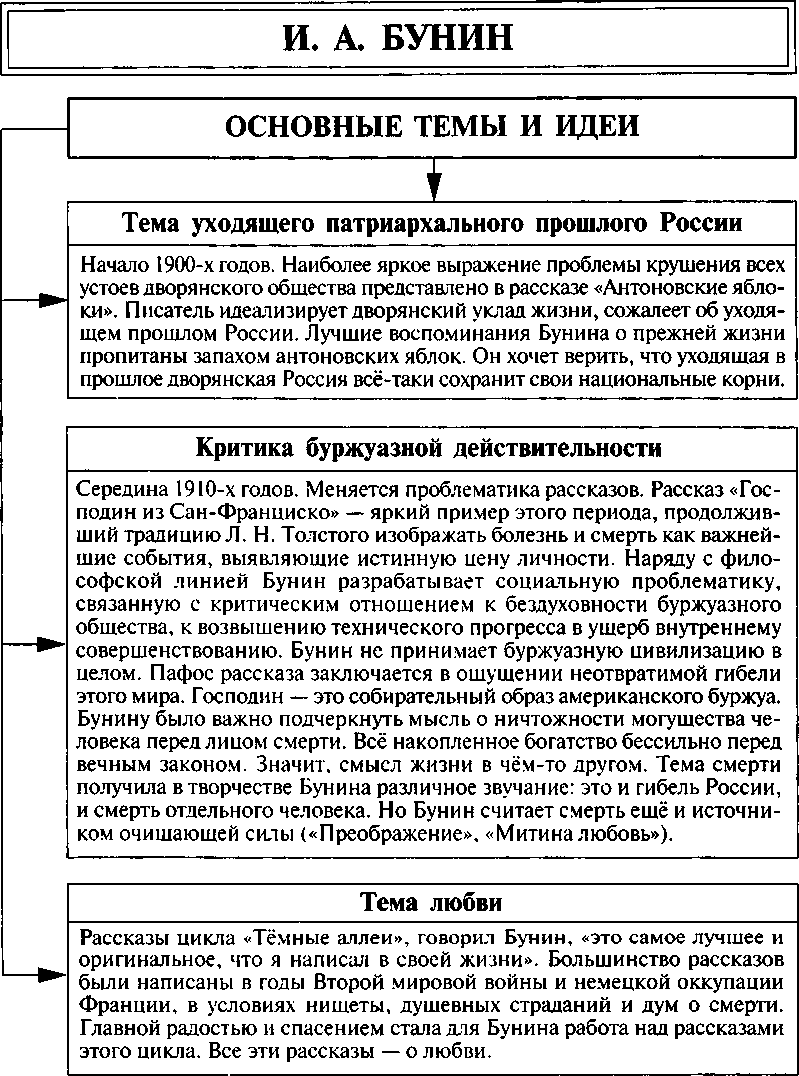 И. А. БУНИН
ОСНОВНЫЕ ТЕМЫ И ИДЕИ
Тема уходящего патриархального прошлого России
Начало 1900-х годов. Наиболее яркое выражение проблемы крушения всех
устоев дворянского общества представлено в рассказе «Антоновские ябло-
ки». Писатель идеализирует дворянский уклад жизни, сожалеет об уходя-
щем прошлом России. Лучшие воспоминания Бунина о прежней жизни
пропитаны запахом антоновских яблок. Он хочет верить, что уходящая в
прошлое дворянская Россия всё-таки сохранит свои национальные корни.
Критика буржуазной действительности
Середина 1910-х годов. Меняется проблематика рассказов. Рассказ «Гос-
подин из Сан-Франциско» — яркий пример этого периода, продолжив-
ший традицию Л. Н. Толстого изображать болезнь и смерть как важней-
шие события, выявляющие истинную цену личности. Наряду с фило-
софской линией Бунин разрабатывает социальную проблематику,
связанную с критическим отношением к бездуховности буржуазного
общества, к возвышению технического прогресса в ущерб внутреннему
совершенствованию. Бунин не принимает буржуазную цивилизацию в
целом. Пафос рассказа заключается в ощущении неотвратимой гибели
этого мира. Господин — это собирательный образ американского буржуа.
Бунину было важно подчеркнуть мысль о ничтожности могущества че-
ловека перед лицом смерти. Всё накопленное богатство бессильно перед
вечным законом. Значит, смысл жизни в чём-то другом. Тема смерти
получила в творчестве Бунина различное звучание: это и гибель России,
и смерть отдельного человека. Но Бунин считает смерть ещё и источни-
ком очищающей силы («Преображение», «Митина любовь»).
Тема любви
Рассказы цикла «Тёмные аллеи», говорил Бунин, «это самое лучшее и
оригинальное, что я написал в своей жизни». Большинство рассказов
были написаны в годы Второй мировой войны и немецкой оккупации
Франции, в условиях нищеты, душевных страданий и дум о смерти.
Главной радостью и спасением стала для Бунина работа над рассказами
этого цикла. Все эти рассказы — о любви.